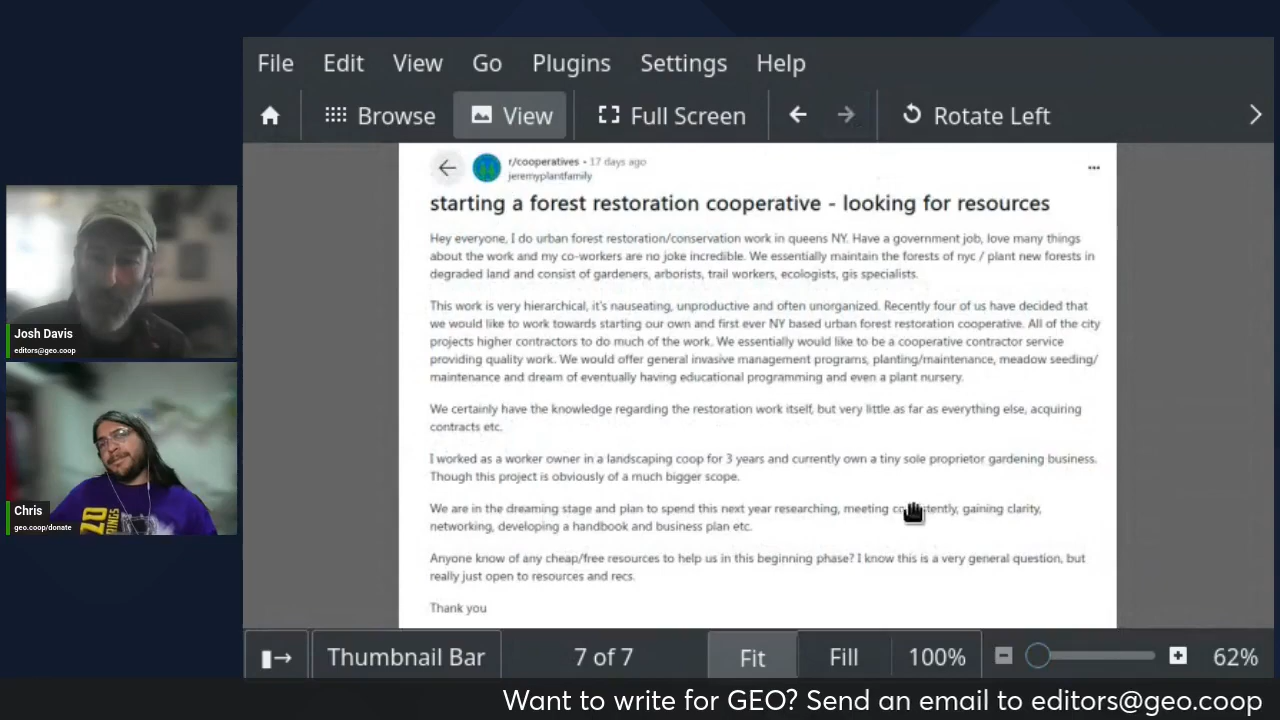 File Edit View Go Plugins Settings Help
Browse View Full Screen Rotate Left
r/cooperatives • 17 days ago
jeremyplantfamily
starting a forest restoration cooperative - looking for resources
Hey everyone, I do urban forest restoration/conservation work in queens NY. Have a government job, love many things
about the work and my co-workers are no joke incredible. We essentially maintain the forests of nyc / plant new forests in
degraded land and consist of gardeners, arborists, trail workers, ecologists, gis specialists.
This work is very hierarchical, it's nauseating, unproductive and often unorganized. Recently four of us have decided that
we would like to work towards starting our own and first ever NY based urban forest restoration cooperative. All of the city
projects higher contractors to do much of the work. We essentially would like to be a cooperative contractor service
providing quality work. We would offer general invasive management programs, planting/maintenance, meadow seeding/
maintenance and dream of eventually having educational programming and even a plant nursery.
We certainly have the knowledge regarding the restoration work itself, but very little as far as everything else, acquiring
contracts etc.
I worked as a worker owner in a landscaping coop for 3 years and currently own a tiny sole proprietor gardening business.
Though this project is obviously of a much bigger scope.
We are in the dreaming stage and plan to spend this next year researching, meeting gaining clarity,
networking, developing a handbook and business plan etc.
Anyone know of any cheap/free resources to help us in this beginning phase? I know this is a very general question, but
really just open to resources and recs.
Thank you
Josh Davis
editors@geo.coop
Chris
geo.coop/donate
Thumbnail Bar 7 of 7 Fit Fill 100% 62%
Want to write for GEO? Send an email to editors@geo.coop